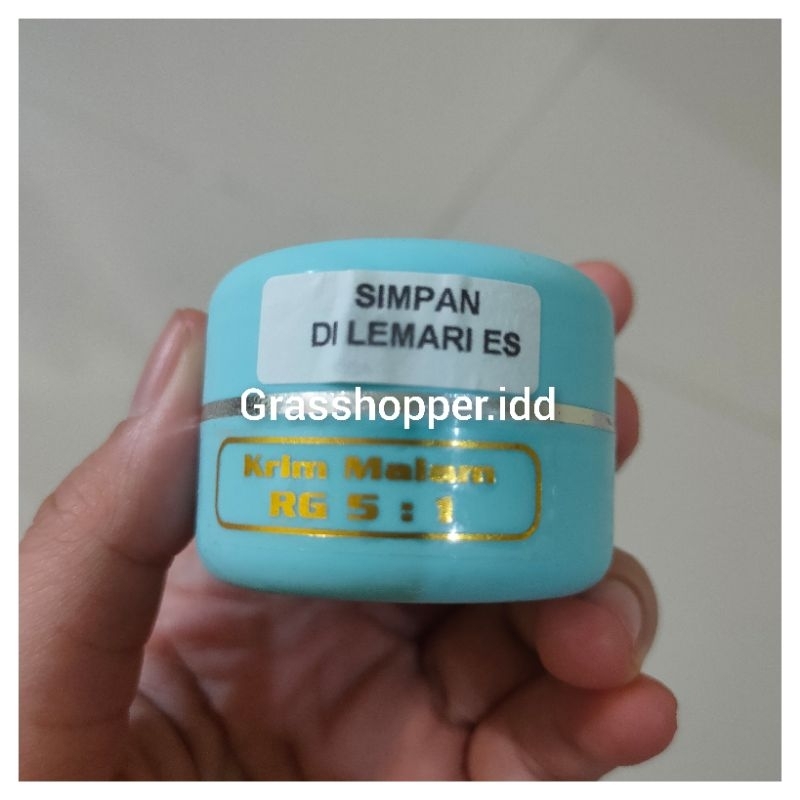 SIMPAN
DI LEMARI ES
Grasshopper.idd
Krim Malam
RG 5 : 1